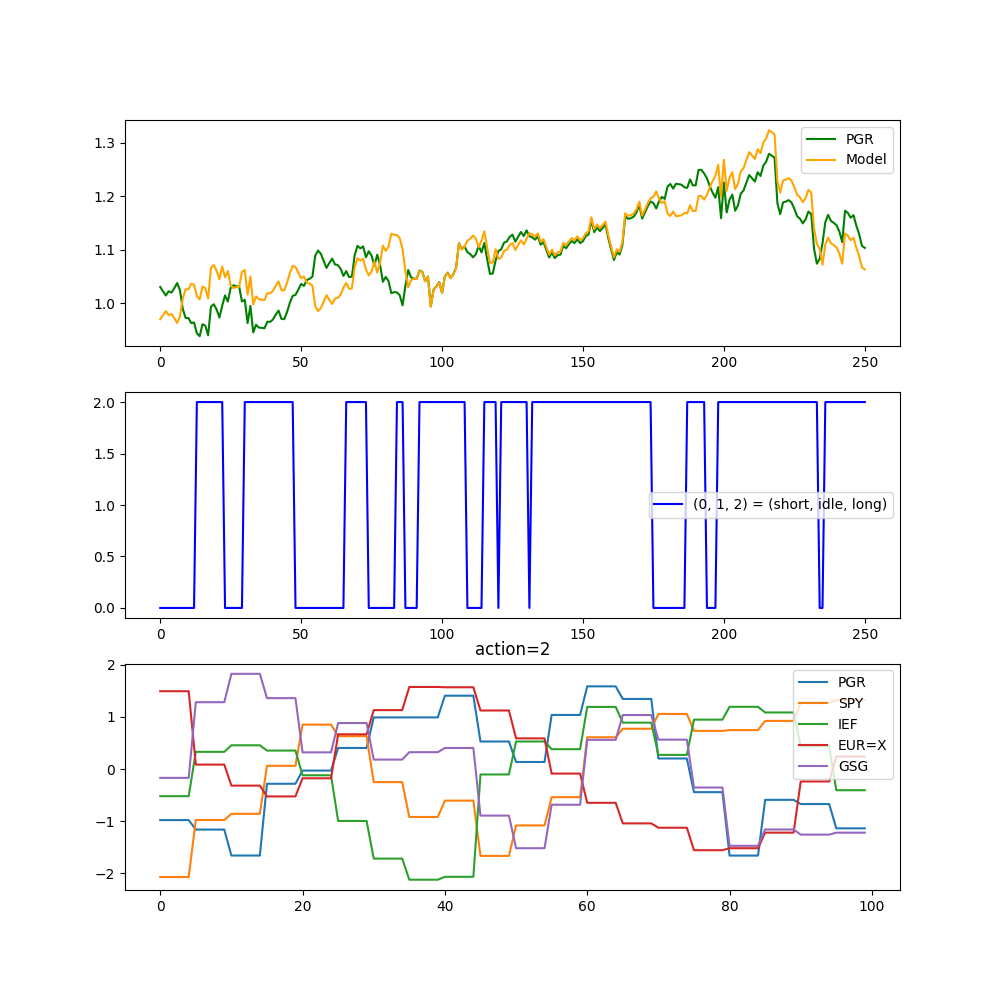 1.3
1.2
1.1
1.0
PGR
Model
0 50 100 150 200 250
2.0
1.5
1.0
0.5
0.0
(0, 1, 2) = (short, idle, long)
0 50 100 150 200 250
action=2
2
1
0
−1
−2
PGR
SPY
IEF
EUR=X
GSG
0 20 40 60 80 100